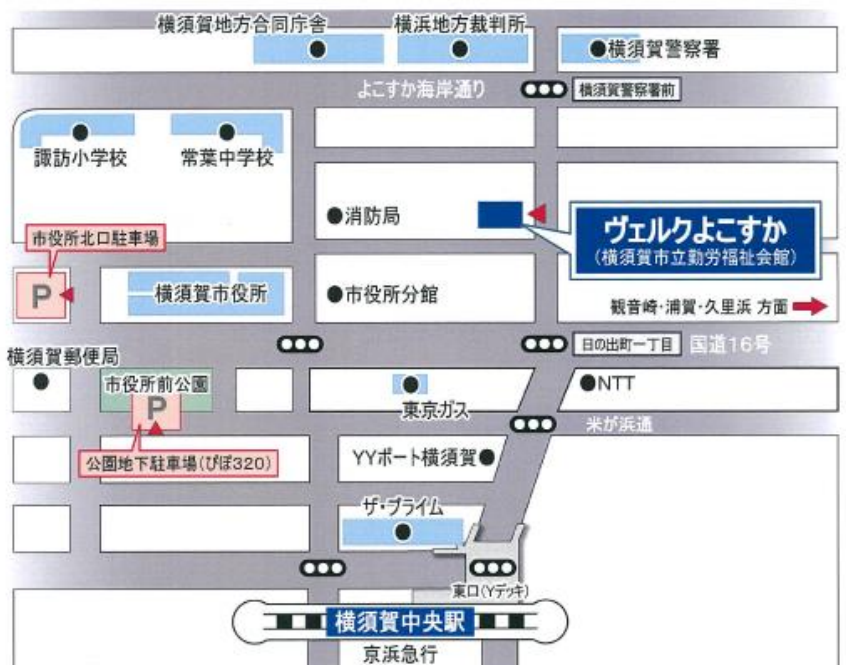 横須賀地方合同庁舎
横浜地方裁判所
横須賀警察署
よこすか海岸通り
横須賀警察署前
諏訪小学校
常葉中学校
消防局
市役所北口駐車場
ヴェルクよこすか
(横須賀市立勤労福祉会館)
P
横須賀市役所
市役所分館
観音崎・浦賀・久里浜 方面
日の出町一丁目
国道16号
横須賀郵便局
市役所前公園
P
東京ガス
NTT
米が浜通
公園地下駐車場(ぴぽ320)
YYポート横須賀
ザ・プライム
東口(Yデッキ)
横須賀中央駅
京浜急行